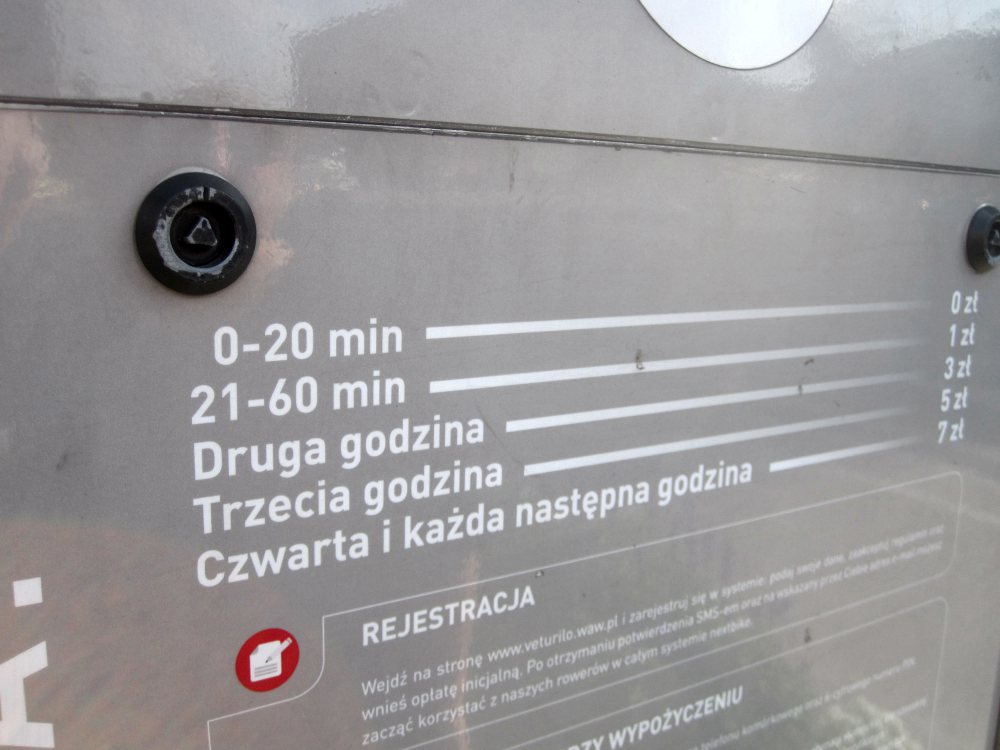 0-20 min 0 zł
21-60 min 1 zł
Druga godzina 3 zł
Trzecia godzina 5 zł
Czwarta i każda następna godzina 7 zł
REJESTRACJA
Wejdź na stronę www.veturilo.waw.pl i zarejestruj się w systemie: podaj swoje dane, zaakceptuj regulamin oraz
wnieś opłatę inicjalną. Po otrzymaniu potwierdzenia SMS-em oraz na wskazany przez Ciebie adres e-mail możesz
zacząć korzystać z naszych rowerów w całym systemie nextbike.
WYPOŻYCZENIU
A.